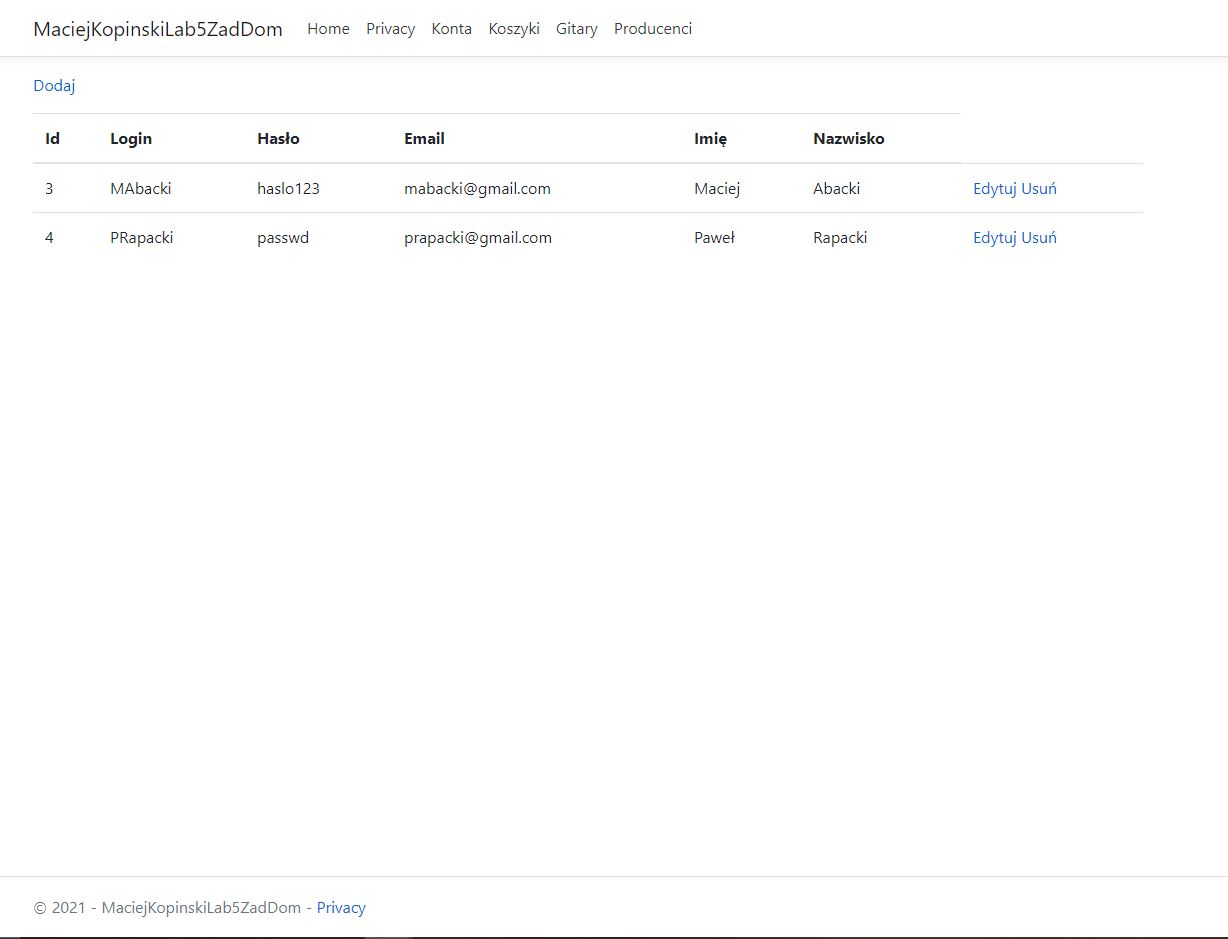 MaciejKopinskiLab5ZadDom Home Privacy Konta Koszyki Gitary Producenci
Dodaj
Id Login Hasło Email Imię Nazwisko
3 MAbacki haslo123 mabacki@gmail.com Maciej Abacki Edytuj Usuń
4 PRapacki passwd prapacki@gmail.com Paweł Rapacki Edytuj Usuń
© 2021 - MaciejKopinskiLab5ZadDom - Privacy